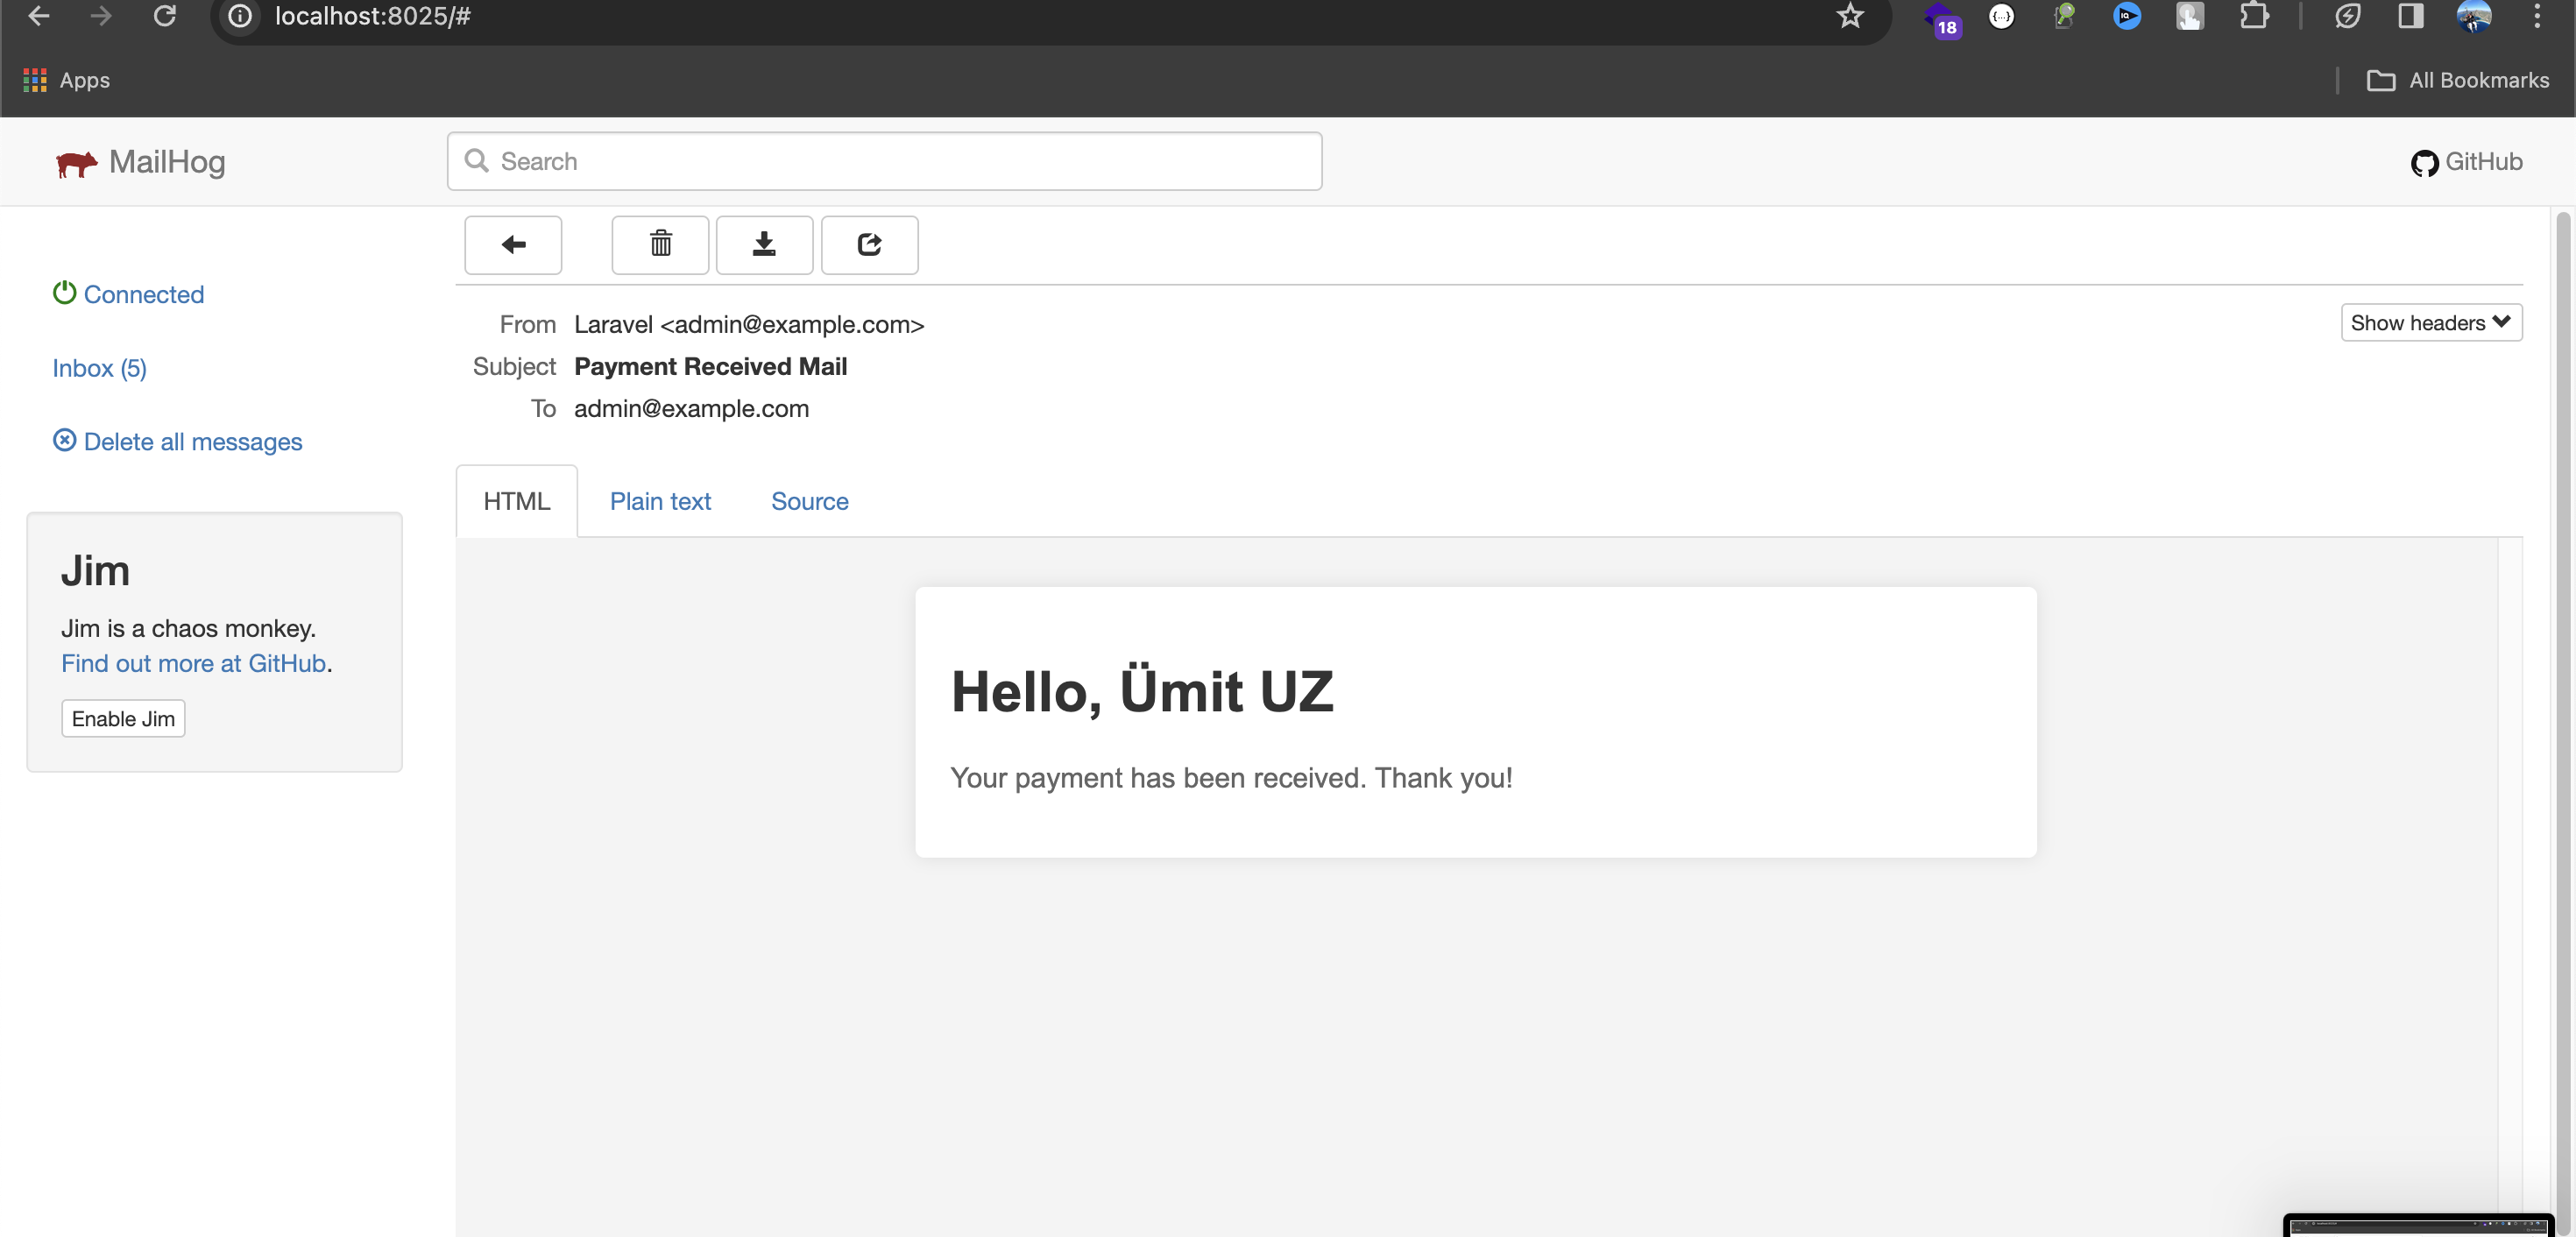 localhost:8025/#
18
Apps
All Bookmarks
MailHog
Search
GitHub
Connected
Inbox (5)
Delete all messages
From Laravel <admin@example.com>
Show headers
Subject Payment Received Mail
To admin@example.com
HTML Plain text Source
Jim
Jim is a chaos monkey.
Find out more at GitHub.
Enable Jim
Hello, Ümit UZ
Your payment has been received. Thank you!